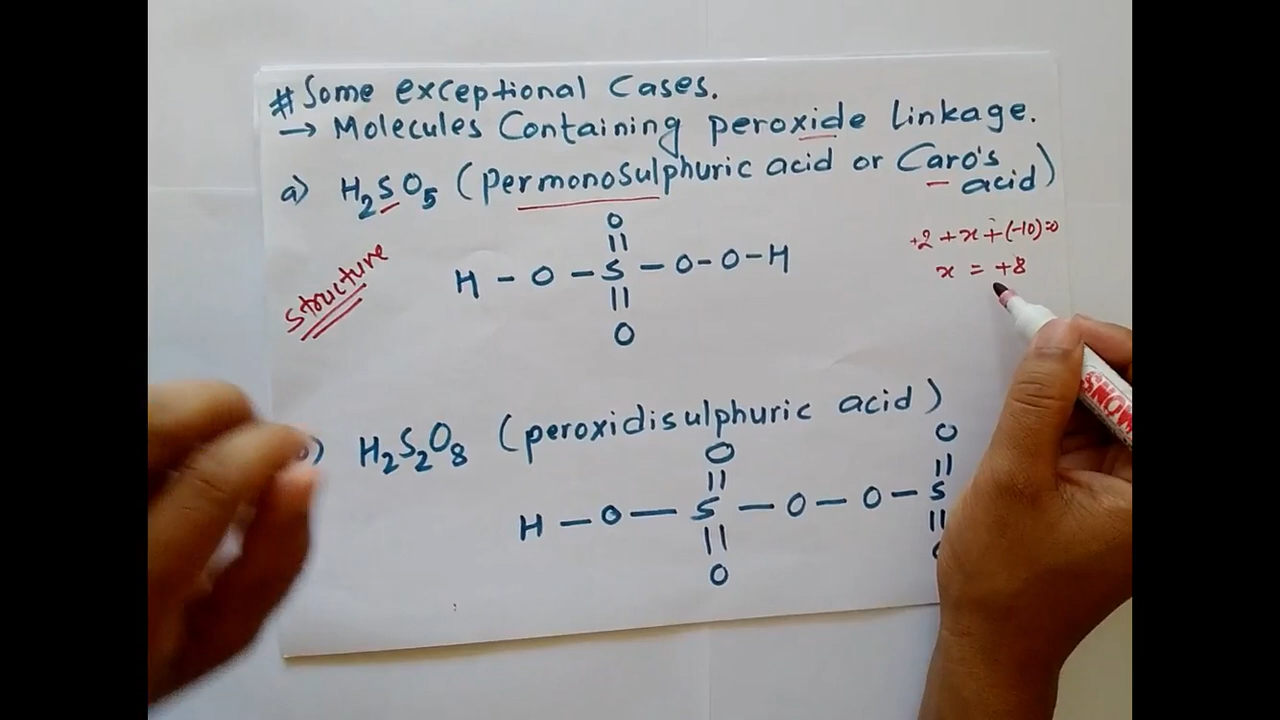 # Some exceptional Cases.
→ Molecules Containing peroxide linkage.
a) H₂SO₅ (permonosulphuric acid or Caro's acid)
+2 + x + (-10) = 0
x = +8
structure
O
||
H - O - S - O - O - H
||
O
) H₂S₂O₈ (peroxidisulphuric acid)
O O
|| ||
H - O - S - O - O - S
|| ||
O